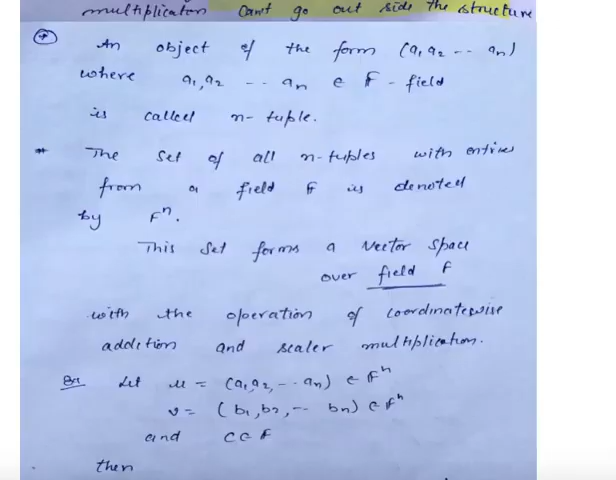 multiplication can't go out side the structure
* An object of the form (a₁ a₂ -- aₙ)
where a₁, a₂ -- aₙ ∈ F - field
is called n-tuple.
* The set of all n-tuples with entries
from a field F is denoted
by Fⁿ.
This set forms a vector space
over field F
with the operation of coordinatewise
addition and scaler multiplication.
Ex Let u = (a₁, a₂, -- aₙ) ∈ Fⁿ
v = (b₁, b₂, -- bₙ) ∈ Fⁿ
and c ∈ F
then